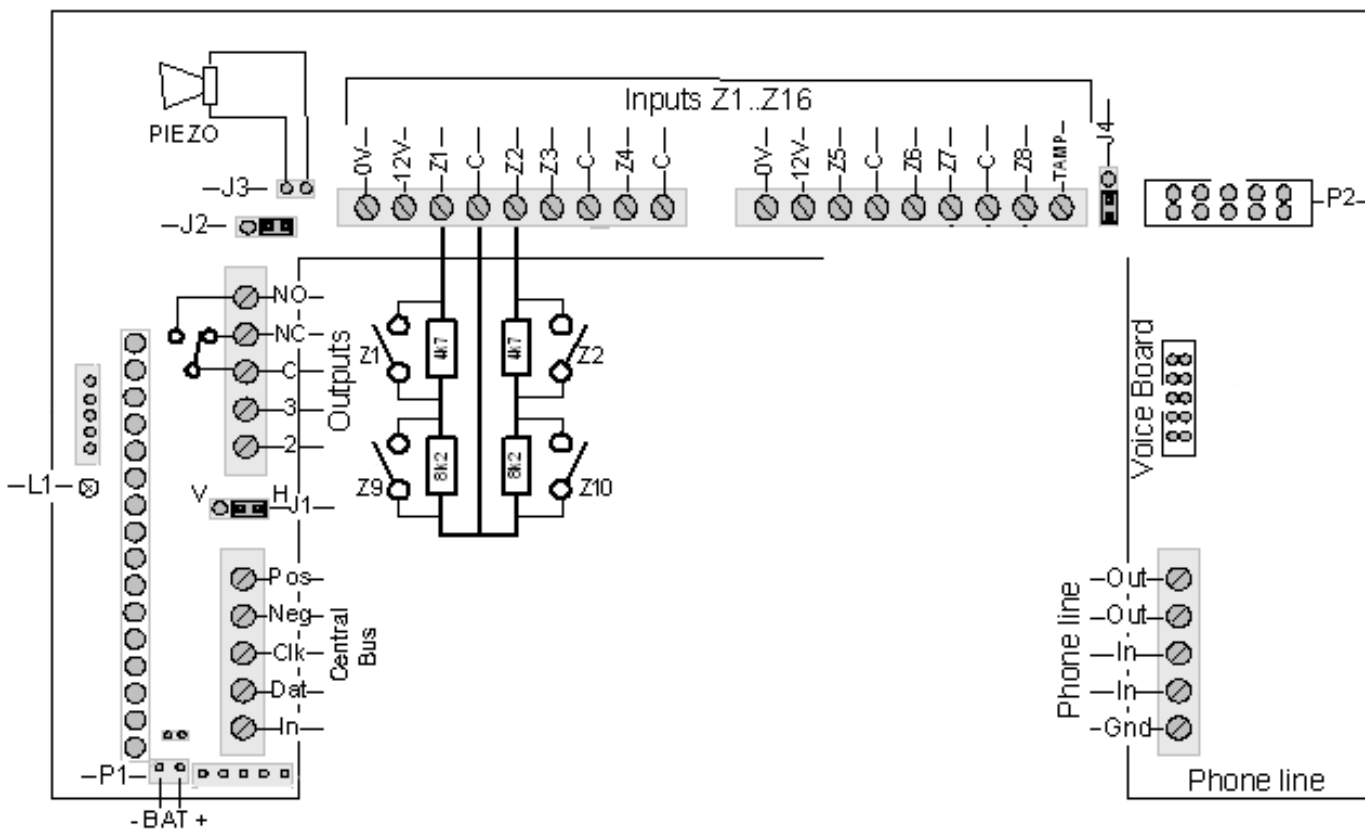 PIEZO
Inputs Z1..Z16
0V
12V
Z1
C
Z2
Z3
C
Z4
C
0V
12V
Z5
C
Z6
Z7
C
Z8
TAMP
J4
J3
J2
P2
NO
NC
C
3
2
Outputs
Z1
4k7
4k7
Z2
Z9
8k2
8k2
Z10
Voice Board
L1
V
H
J1
Pos
Neg
Clk
Dat
In
Central
Bus
Out
Out
In
In
Gnd
Phone line
P1
- BAT +
Phone line